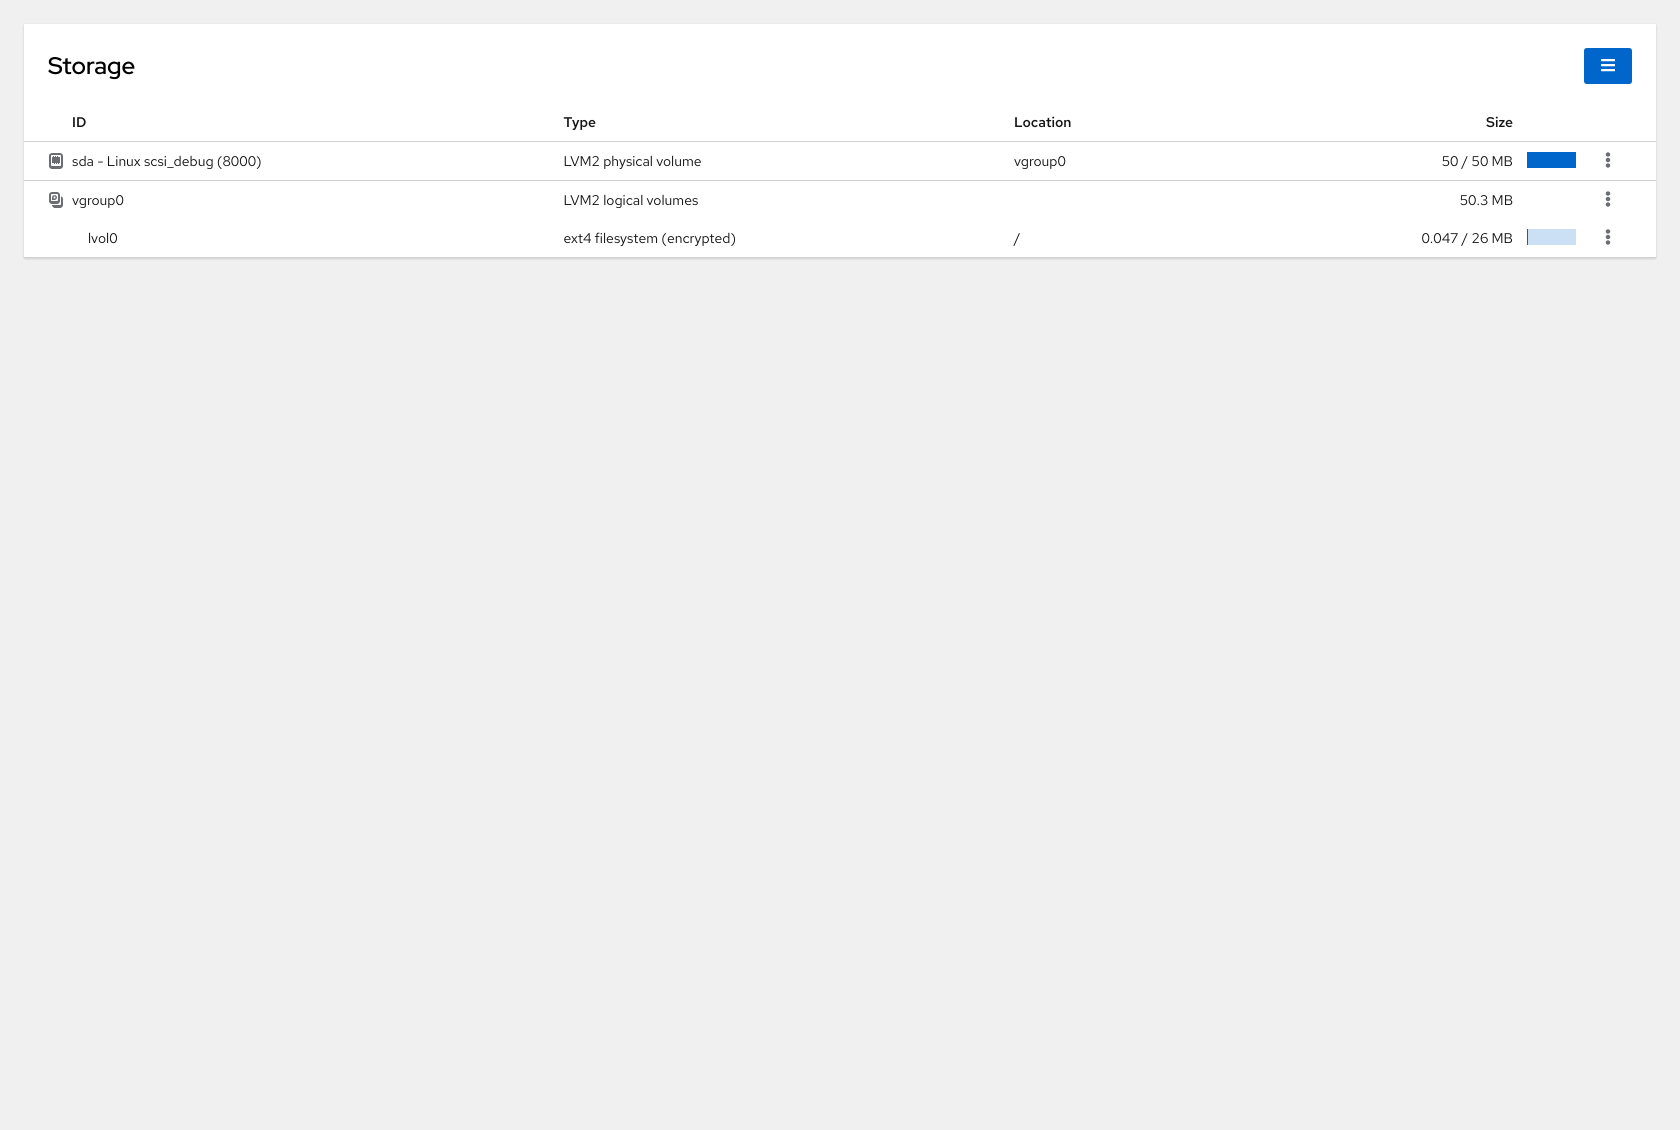 Storage
ID Type Location Size
sda - Linux scsi_debug (8000) LVM2 physical volume vgroup0 50 / 50 MB
vgroup0 LVM2 logical volumes 50.3 MB
lvol0 ext4 filesystem (encrypted) / 0.047 / 26 MB